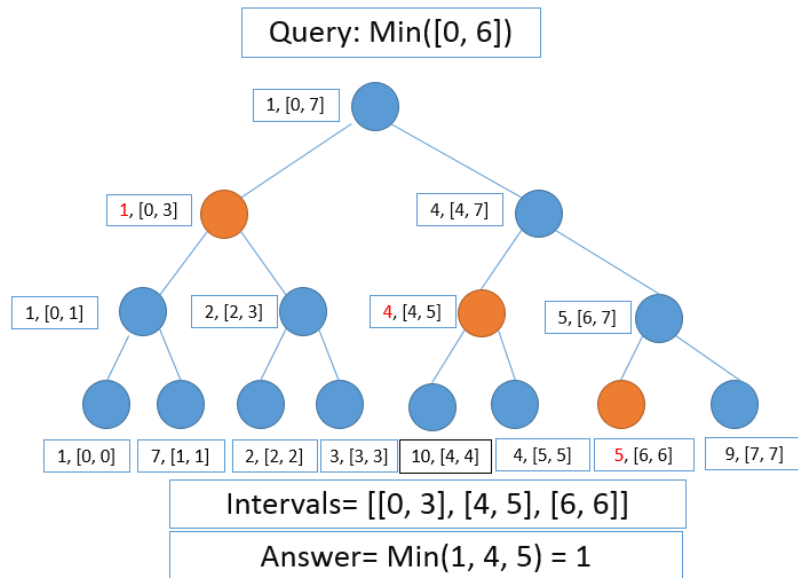 Query: Min([0, 6])
1, [0, 7]
1, [0, 3]
4, [4, 7]
1, [0, 1]
2, [2, 3]
4, [4, 5]
5, [6, 7]
1, [0, 0]
7, [1, 1]
2, [2, 2]
3, [3, 3]
10, [4, 4]
4, [5, 5]
5, [6, 6]
9, [7, 7]
Intervals= [[0, 3], [4, 5], [6, 6]]
Answer= Min(1, 4, 5) = 1